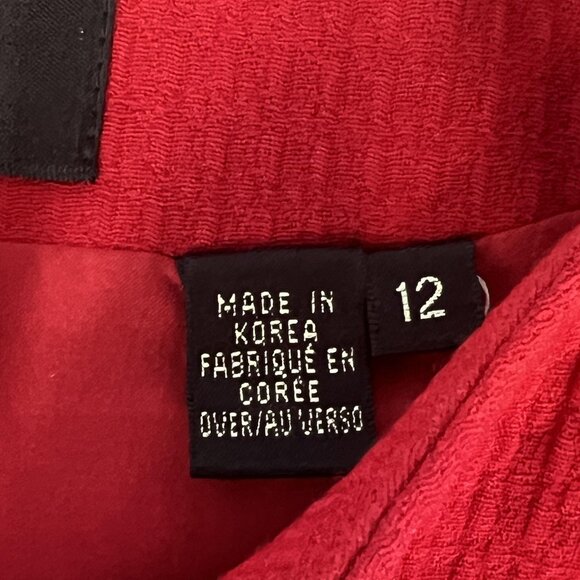 MADE IN
KOREA
FABRIQUÉ EN
CORÉE
OVER/AU VERSO
12